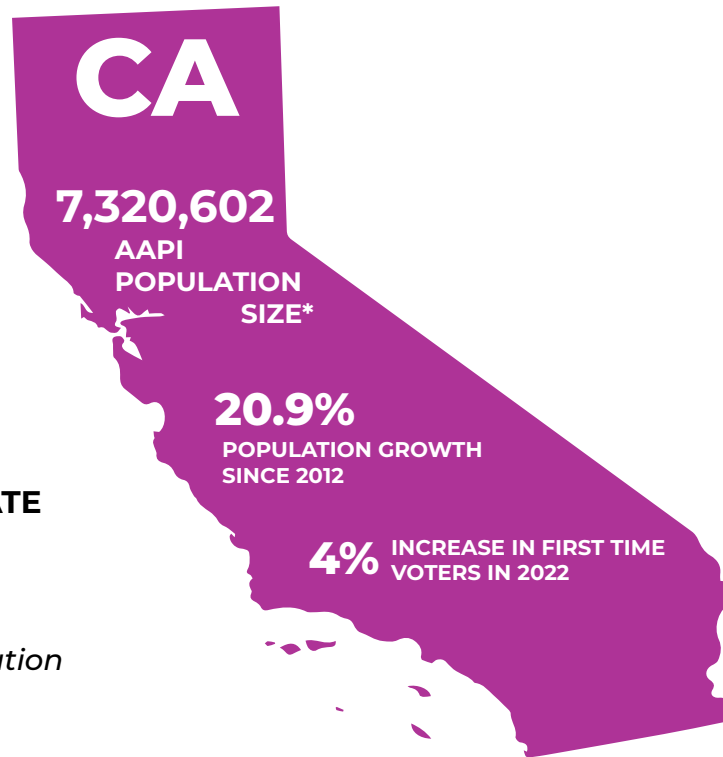 CA
7,320,602
AAPI
POPULATION
SIZE*
20.9%
POPULATION GROWTH
SINCE 2012
4% INCREASE IN FIRST TIME
VOTERS IN 2022